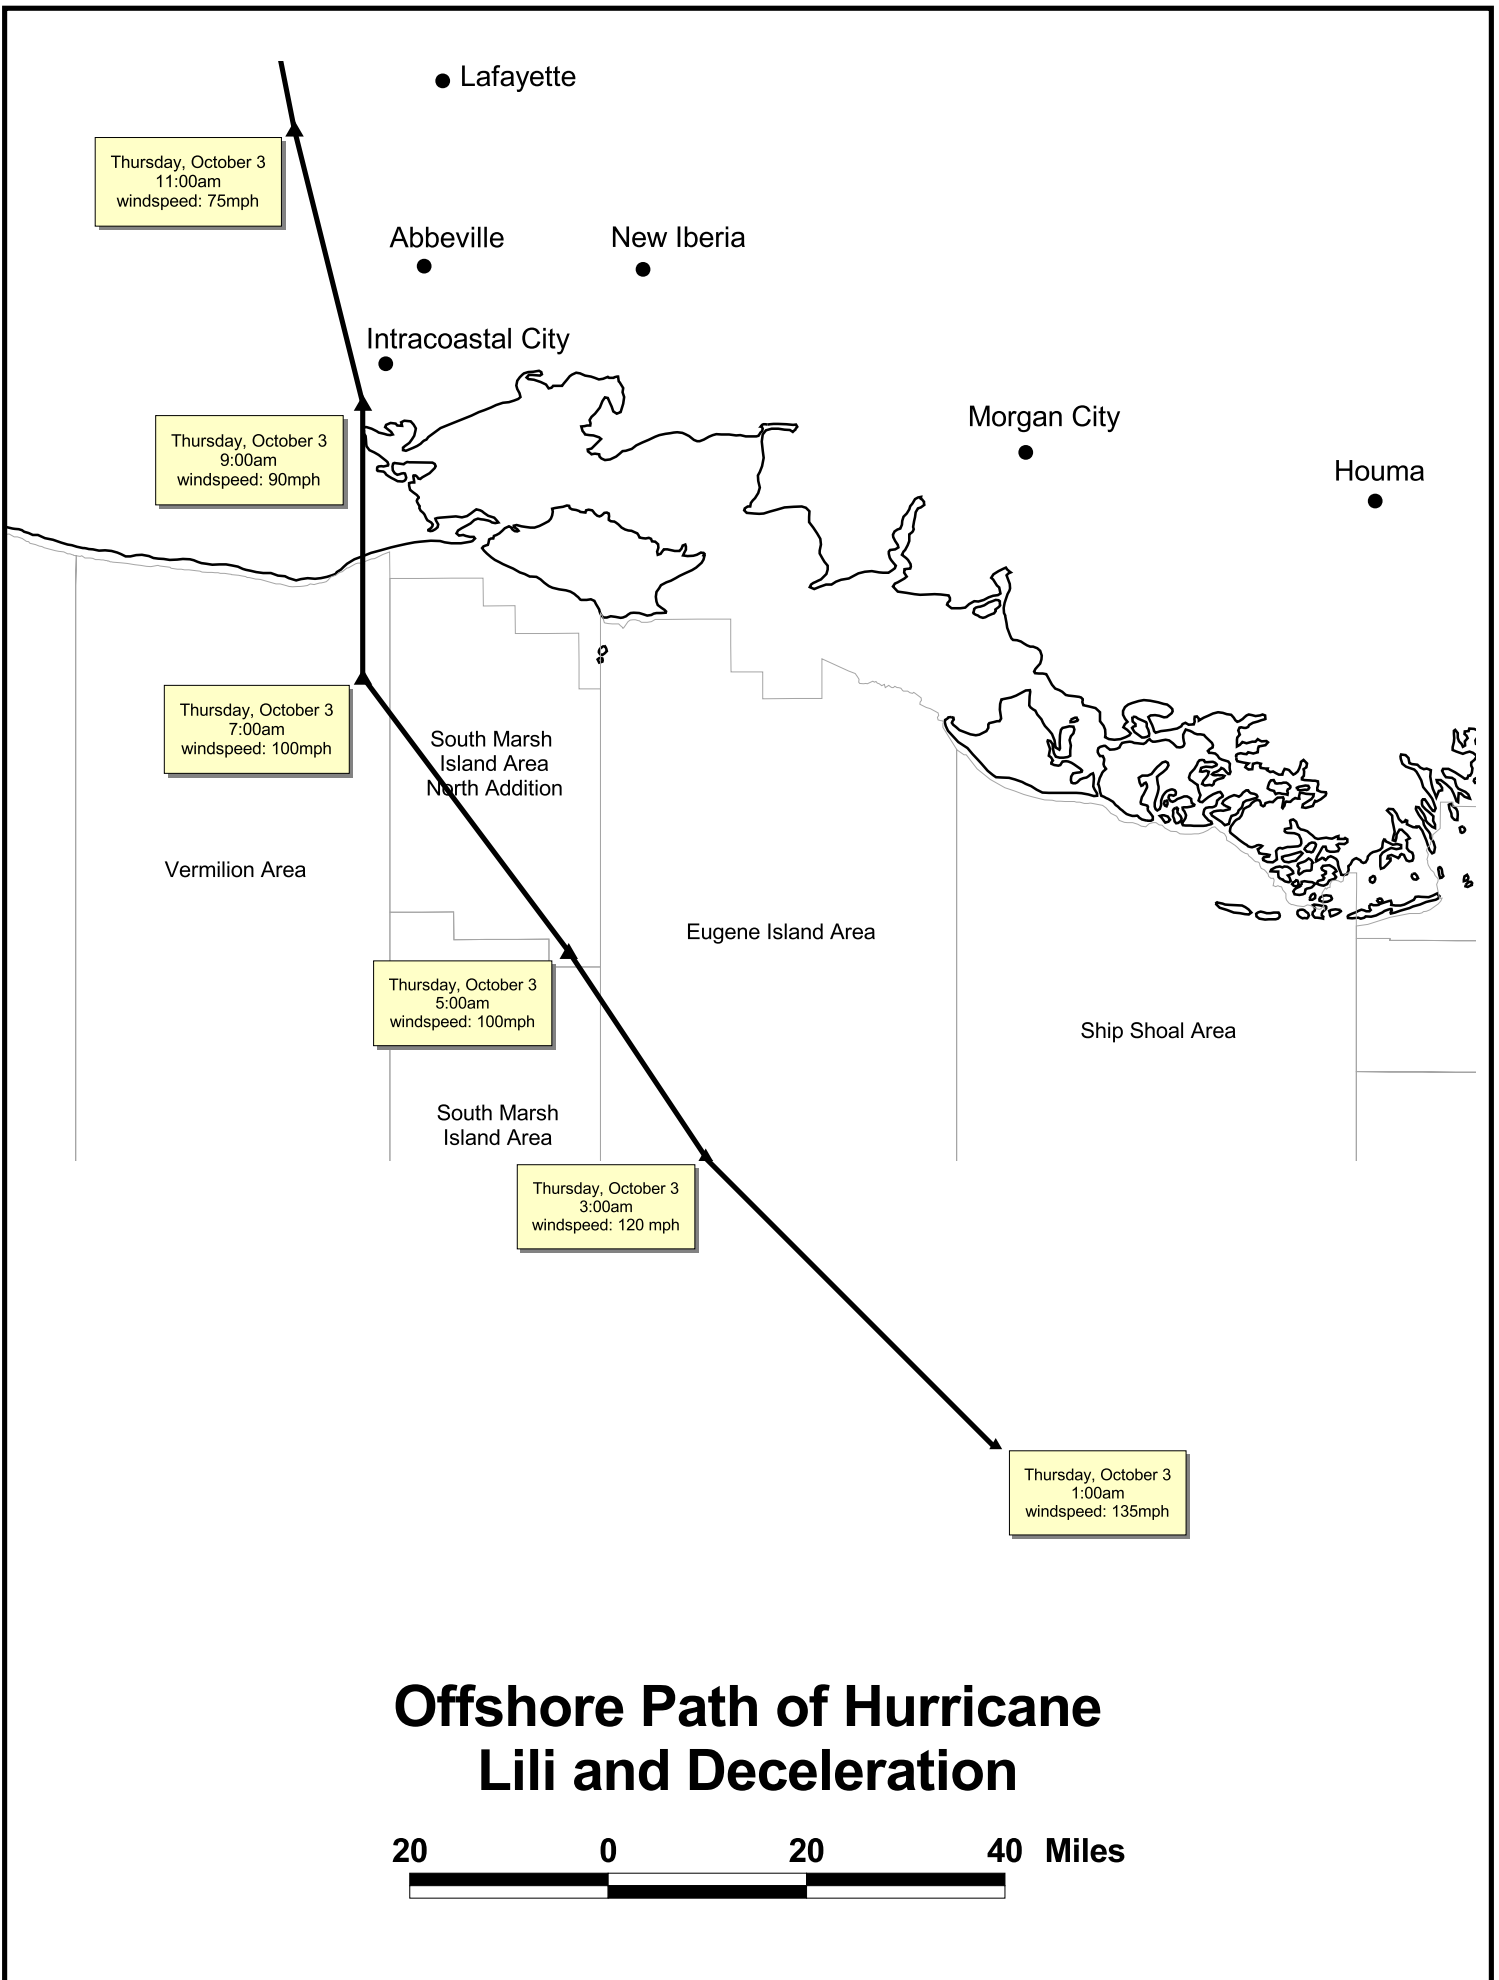 Lafayette
Thursday, October 3
11:00am
windspeed: 75mph
Abbeville
New Iberia
Intracoastal City
Morgan City
Thursday, October 3
9:00am
windspeed: 90mph
Houma
Thursday, October 3
7:00am
windspeed: 100mph
South Marsh
Island Area
North Addition
Vermilion Area
Eugene Island Area
Thursday, October 3
5:00am
windspeed: 100mph
Ship Shoal Area
South Marsh
Island Area
Thursday, October 3
3:00am
windspeed: 120 mph
Thursday, October 3
1:00am
windspeed: 135mph
Offshore Path of Hurricane
Lili and Deceleration
20 0 20 40 Miles